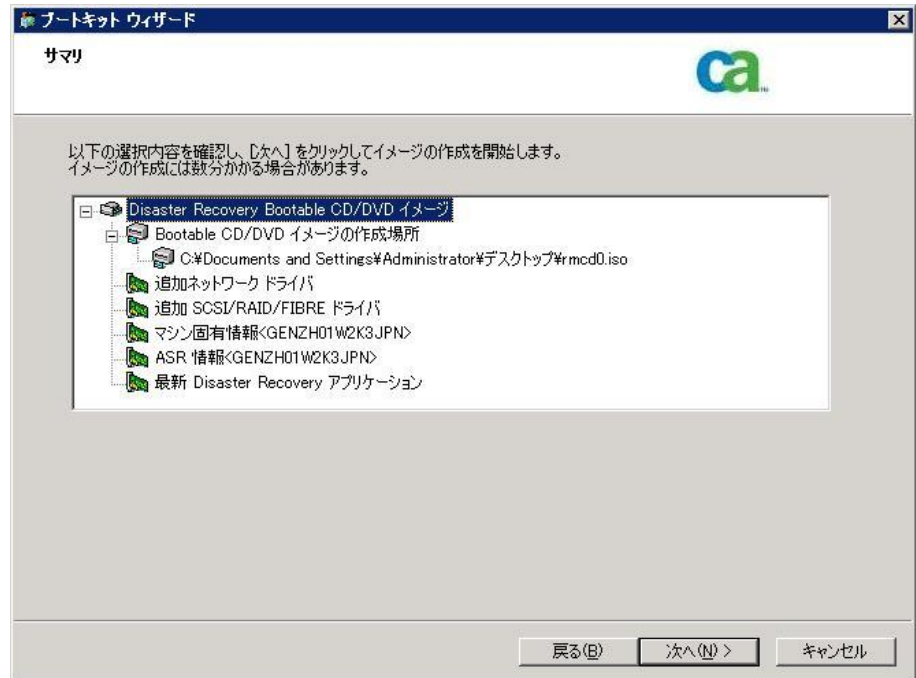 ブートキット ウィザード
サマリ
ca
以下の選択内容を確認し、[次へ] をクリックしてイメージの作成を開始します。
イメージの作成には数分かかる場合があります。
Disaster Recovery Bootable CD/DVD イメージ
Bootable CD/DVD イメージの作成場所
C:¥Documents and Settings¥Administrator¥デスクトップ¥rmcd0.iso
追加ネットワーク ドライバ
追加 SCSI/RAID/FIBRE ドライバ
マシン固有情報<GENZH01W2K3JPN>
ASR 情報<GENZH01W2K3JPN>
最新 Disaster Recovery アプリケーション
戻る(B) 次へ(N) > キャンセル